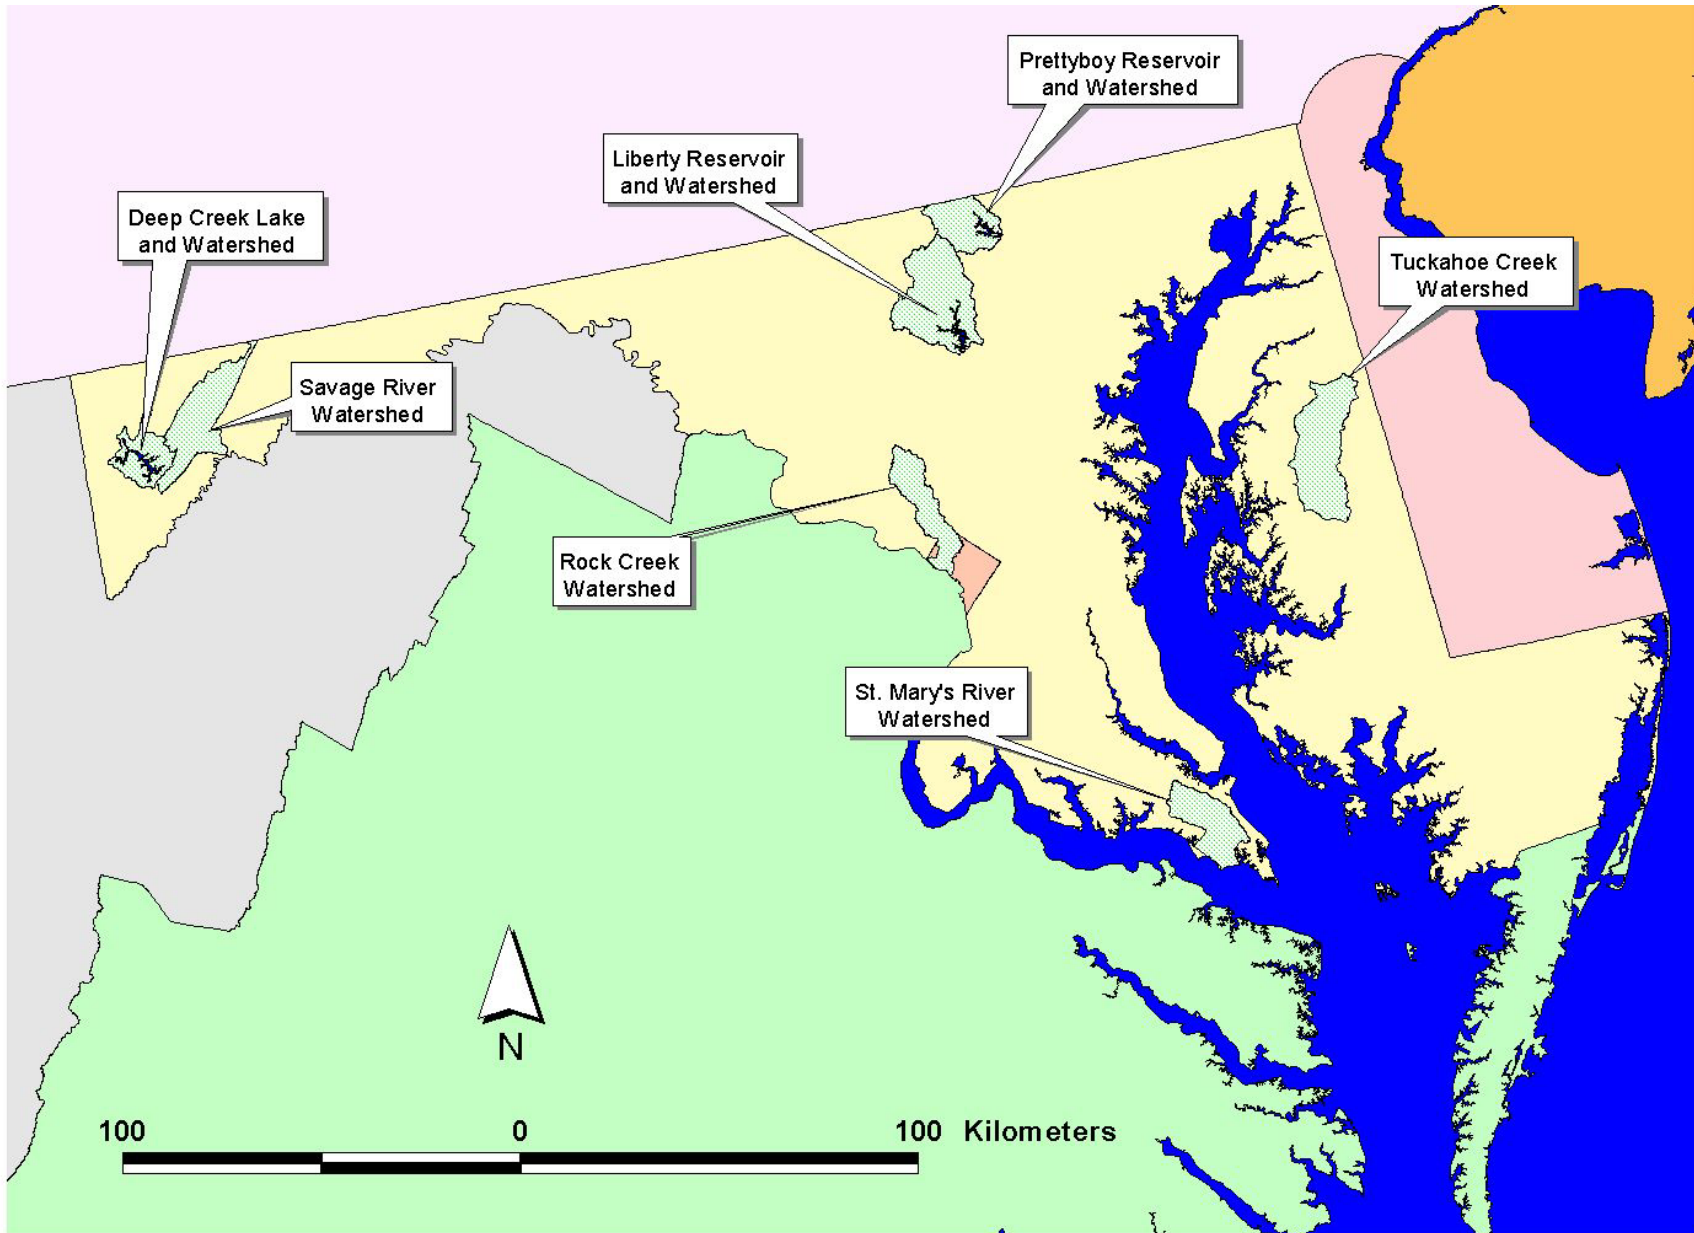 Prettyboy Reservoir
and Watershed
Liberty Reservoir
and Watershed
Deep Creek Lake
and Watershed
Tuckahoe Creek
Watershed
Savage River
Watershed
Rock Creek
Watershed
St. Mary's River
Watershed
N
100 0 100 Kilometers